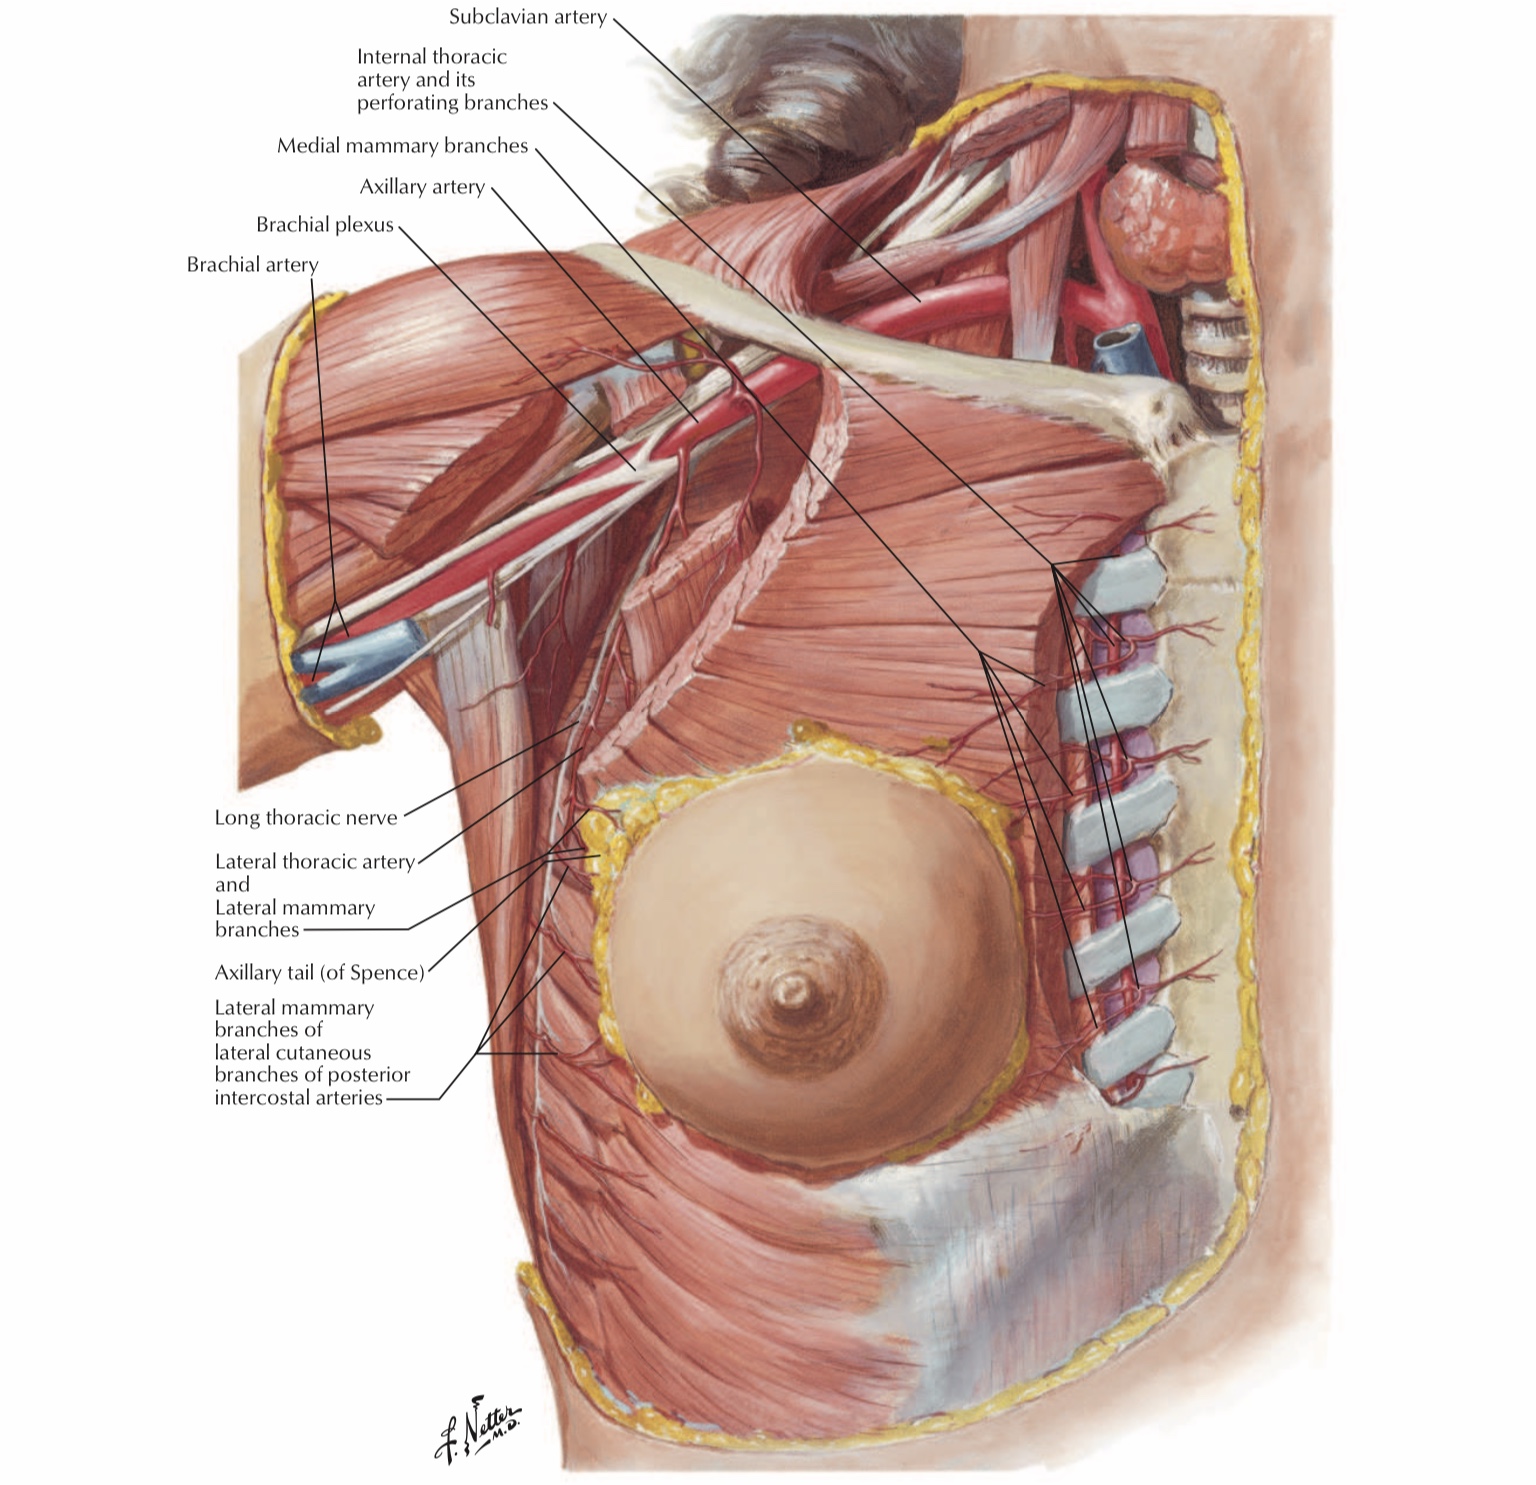 Subclavian artery
Internal thoracic
artery and its
perforating branches
Medial mammary branches
Axillary artery
Brachial plexus
Brachial artery
Long thoracic nerve
Lateral thoracic artery
and
Lateral mammary
branches
Axillary tail (of Spence)
Lateral mammary
branches of
lateral cutaneous
branches of posterior
intercostal arteries
F. Netter
M.D.